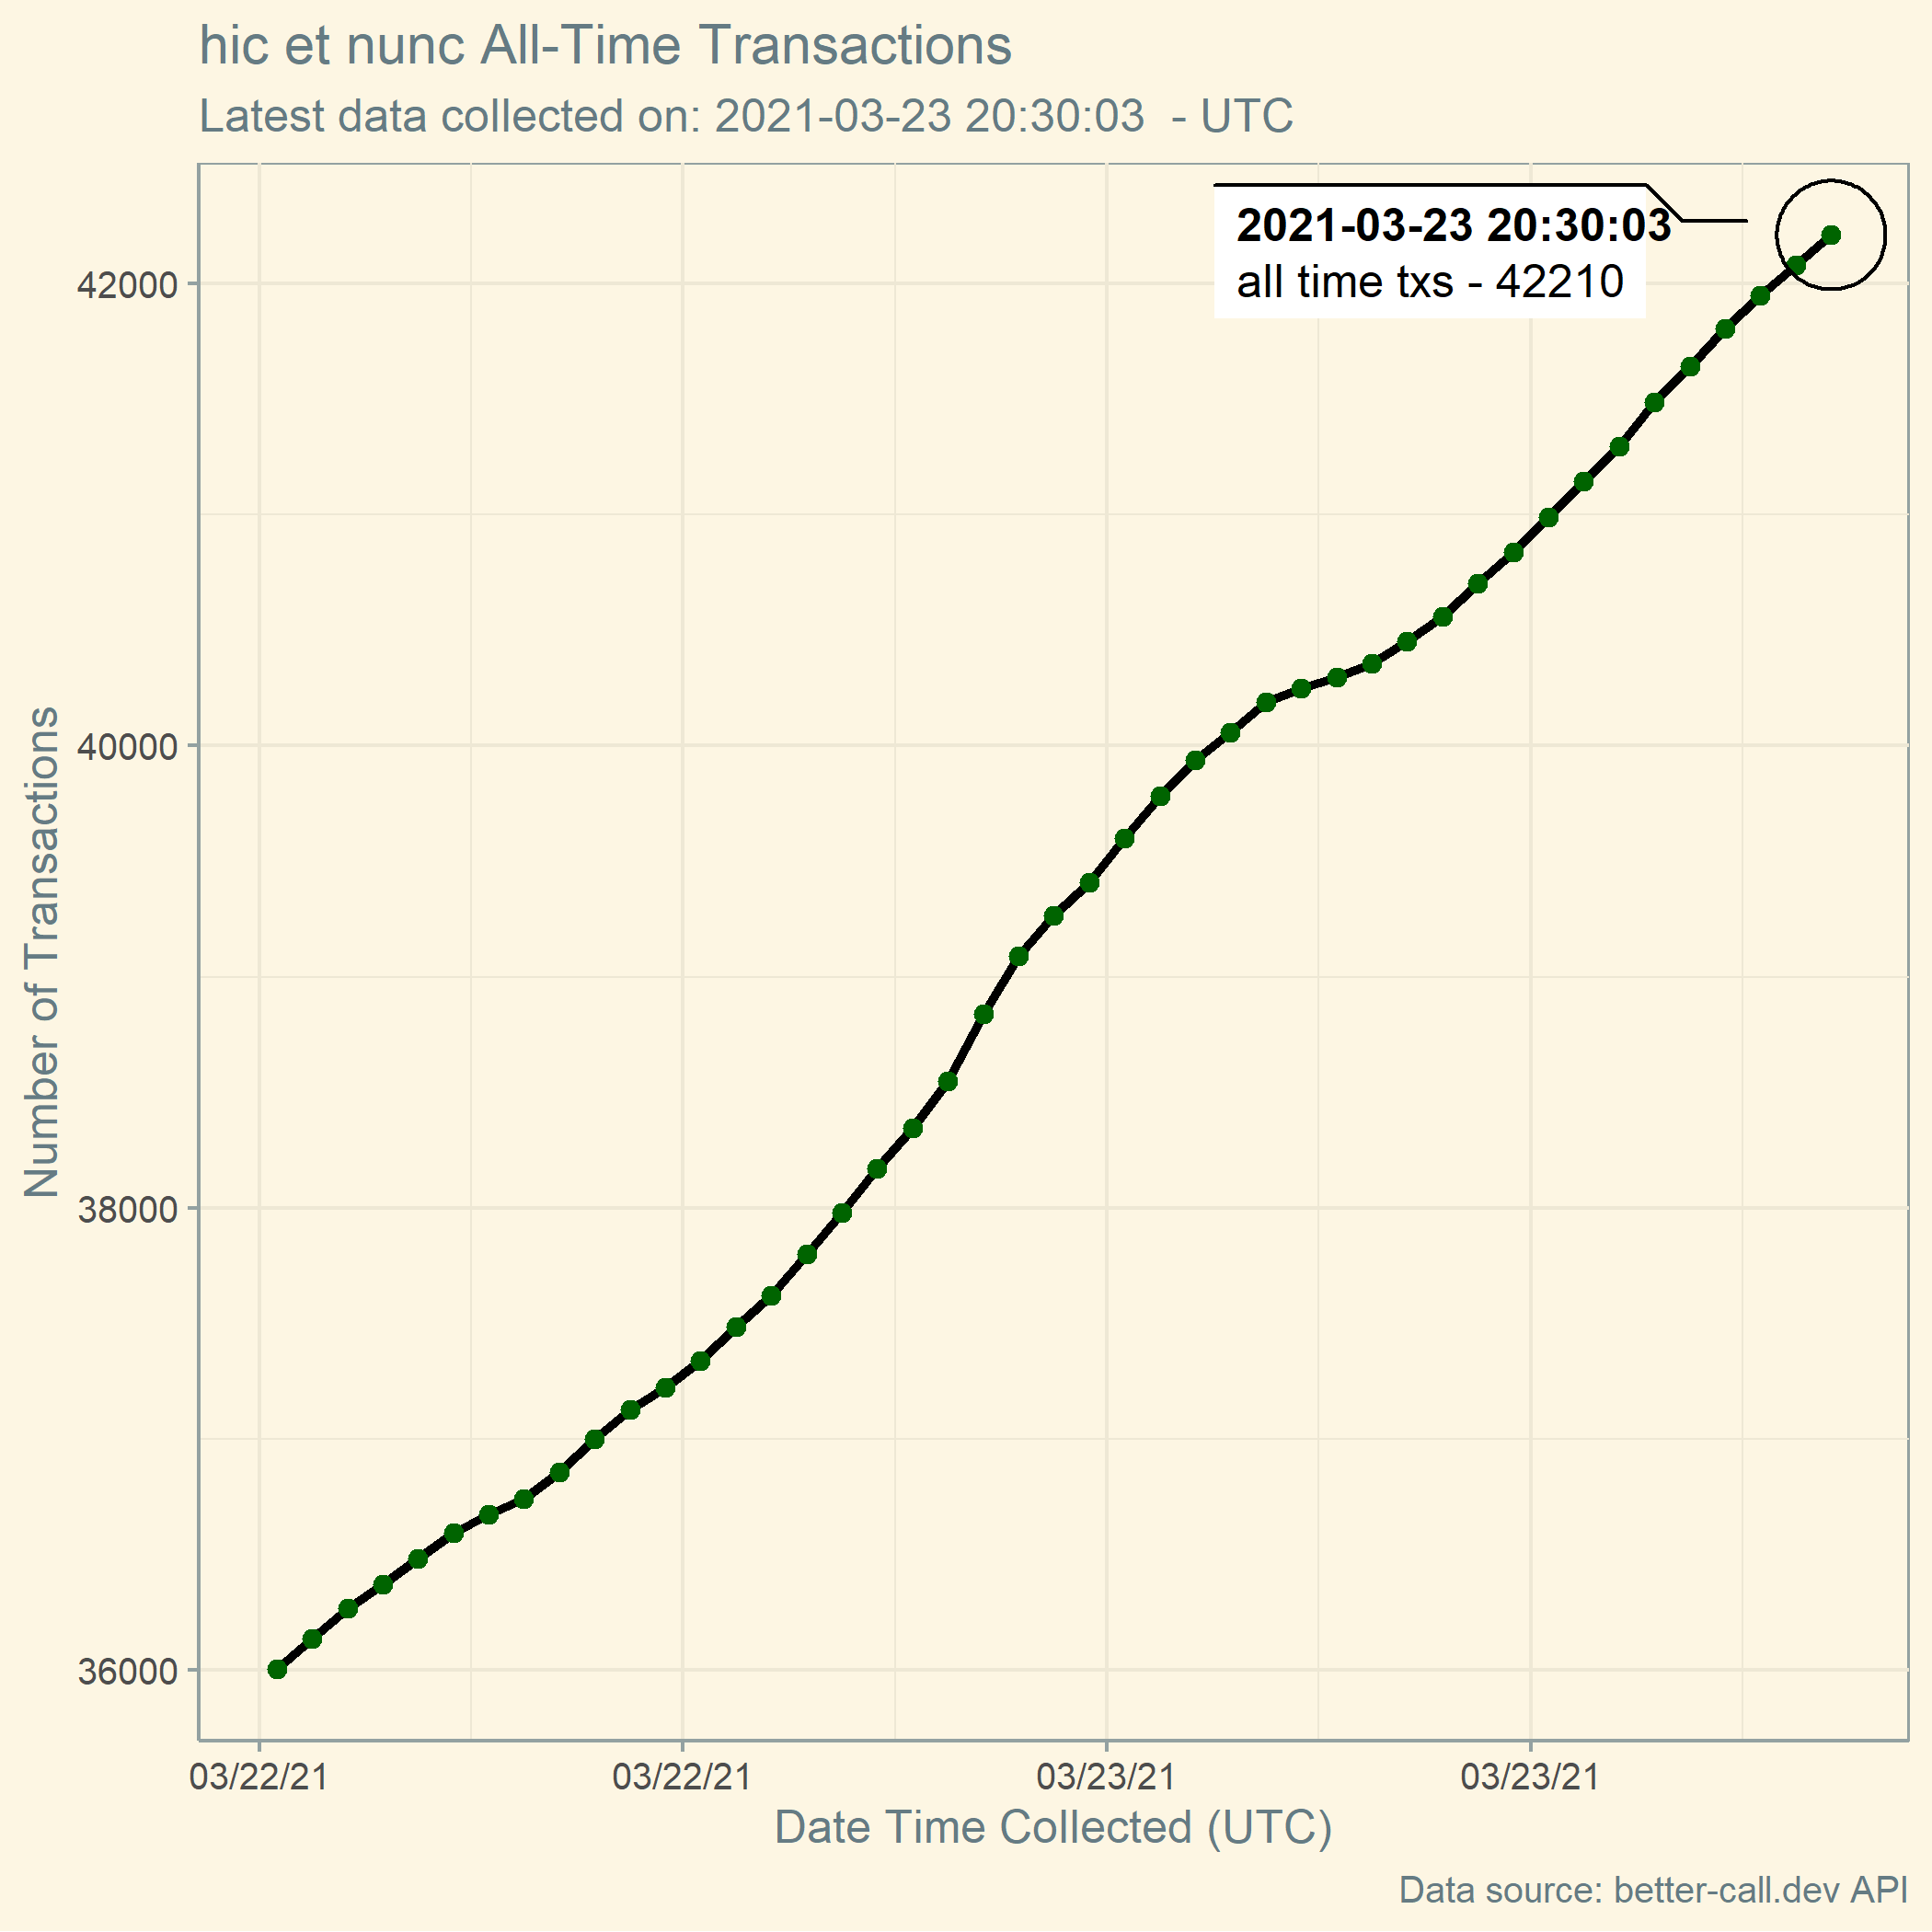 hic et nunc All-Time Transactions
Latest data collected on: 2021-03-23 20:30:03  - UTC
2021-03-23 20:30:03
all time txs - 42210
42000
40000
38000
36000
Number of Transactions
03/22/21 03/22/21 03/23/21 03/23/21
Date Time Collected (UTC)
Data source: better-call.dev API